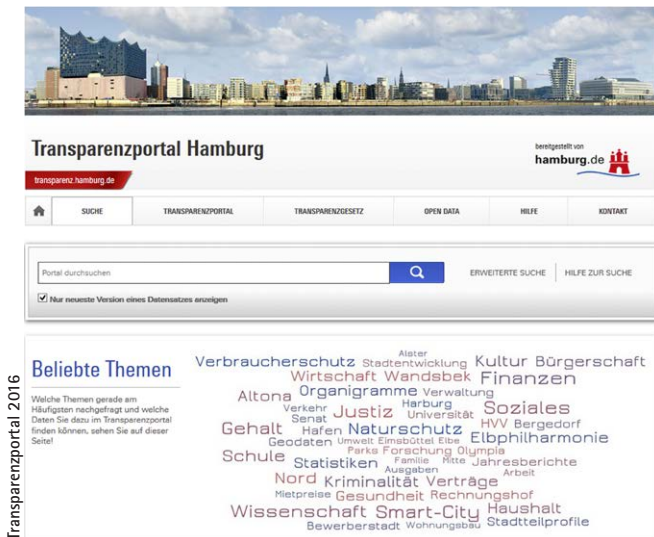 Transparenzportal Hamburg
bereitgestellt von
hamburg.de
transparenz.hamburg.de
SUCHE TRANSPARENZPORTAL TRANSPARENZGESETZ OPEN DATA HILFE KONTAKT
Portal durchsuchen
ERWEITERTE SUCHE HILFE ZUR SUCHE
Nur neueste Version eines Datensatzes anzeigen
Beliebte Themen
Welche Themen gerade am
Häufigsten nachgefragt und welche
Daten Sie dazu im Transparenzportal
finden können, sehen Sie auf dieser
Seite!
Alster
Verbraucherschutz Stadtentwicklung Kultur Bürgerschaft
Wirtschaft Wandsbek Finanzen
Altona Organigramme Verwaltung
Verkehr Justiz Harburg Soziales
Senat Universität
Gehalt Hafen Naturschutz HVV Bergedorf
Geodaten Umwelt Eimsbüttel Elbe Elbphilharmonie
Parks Forschung Olympia
Schule Statistiken Familie Mitte Jahresberichte
Ausgaben Arbeit
Nord Kriminalität Verträge
Mietpreise Gesundheit Rechnungshof
Wissenschaft Smart-City Haushalt
Bewerberstadt Wohnungsbau Stadtteilprofile
Transparenzportal 2016